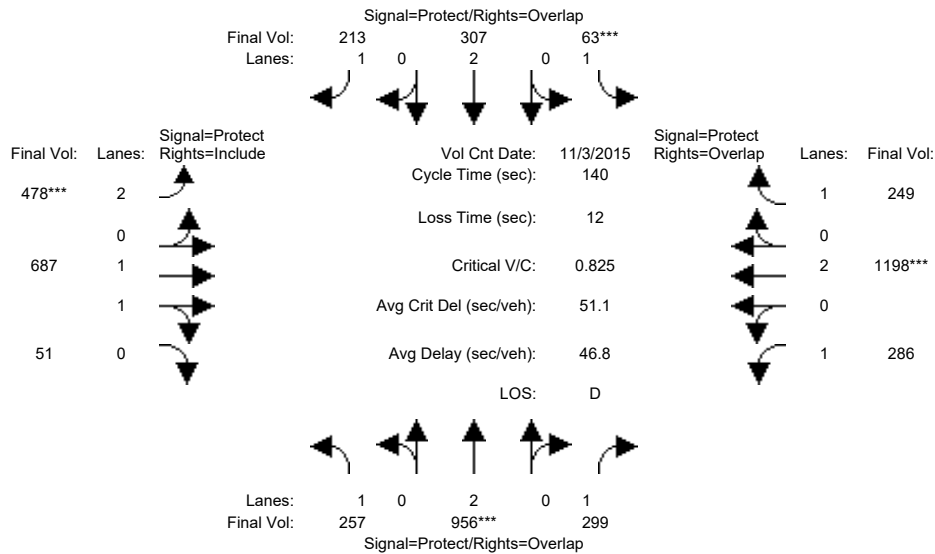 Signal=Protect/Rights=Overlap
Final Vol: 213 307 63***
Lanes: 1 0 2 0 1
Signal=Protect Signal=Protect
Final Vol: Lanes: Rights=Include Vol Cnt Date: 11/3/2015 Rights=Overlap Lanes: Final Vol:
Cycle Time (sec): 140
478*** 2 1 249
Loss Time (sec): 12
0 0
687 1 Critical V/C: 0.825 2 1198***
1 Avg Crit Del (sec/veh): 51.1 0
51 0 Avg Delay (sec/veh): 46.8 1 286
LOS: D
Lanes: 1 0 2 0 1
Final Vol: 257 956*** 299
Signal=Protect/Rights=Overlap